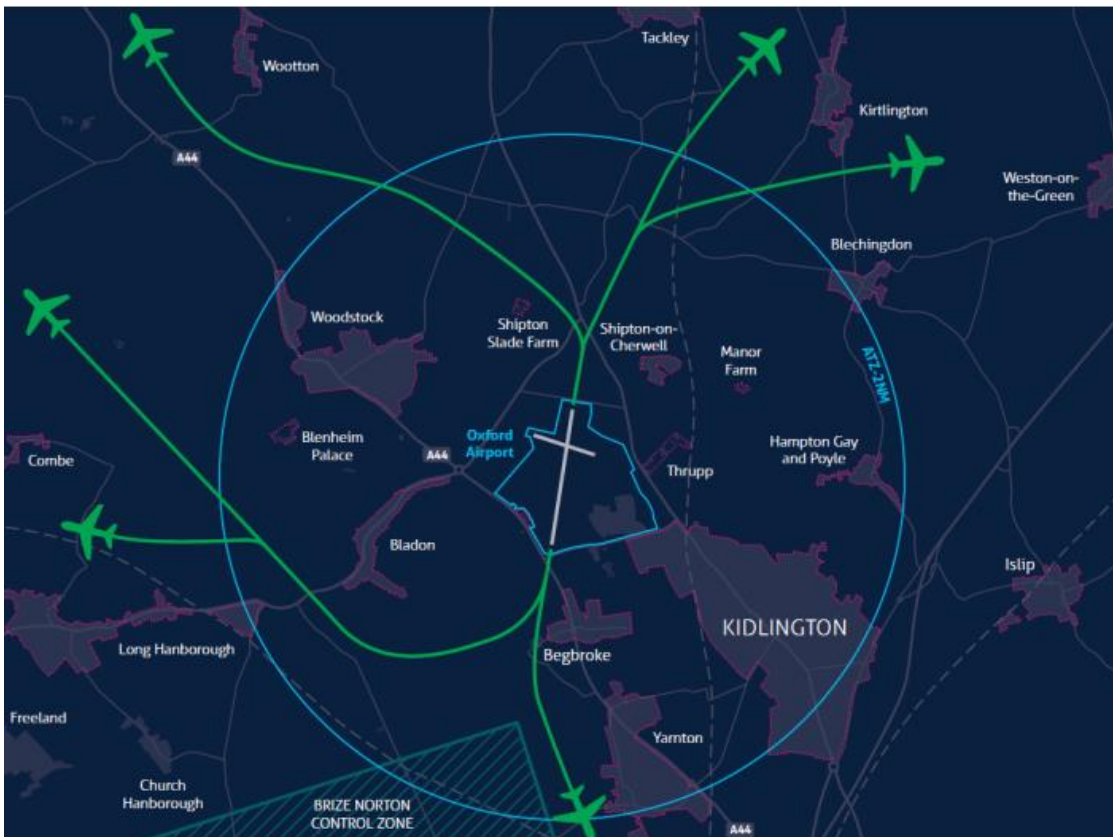 Tackley
Wootton
Kirtlington
A44
Weston-on-
the-Green
Blechingdon
Woodstock
Shipton
Slade Farm
Shipton-on-
Cherwell
Manor
Farm
ATZ-2NM
Blenheim
Palace
Oxford
Airport
A44
Combe
Thrupp
Hampton Gay
and Poyle
Bladon
Islip
KIDLINGTON
Long Hanborough
Begbroke
Freeland
Yarnton
Church
Hanborough
BRIZE NORTON
CONTROL ZONE
A44